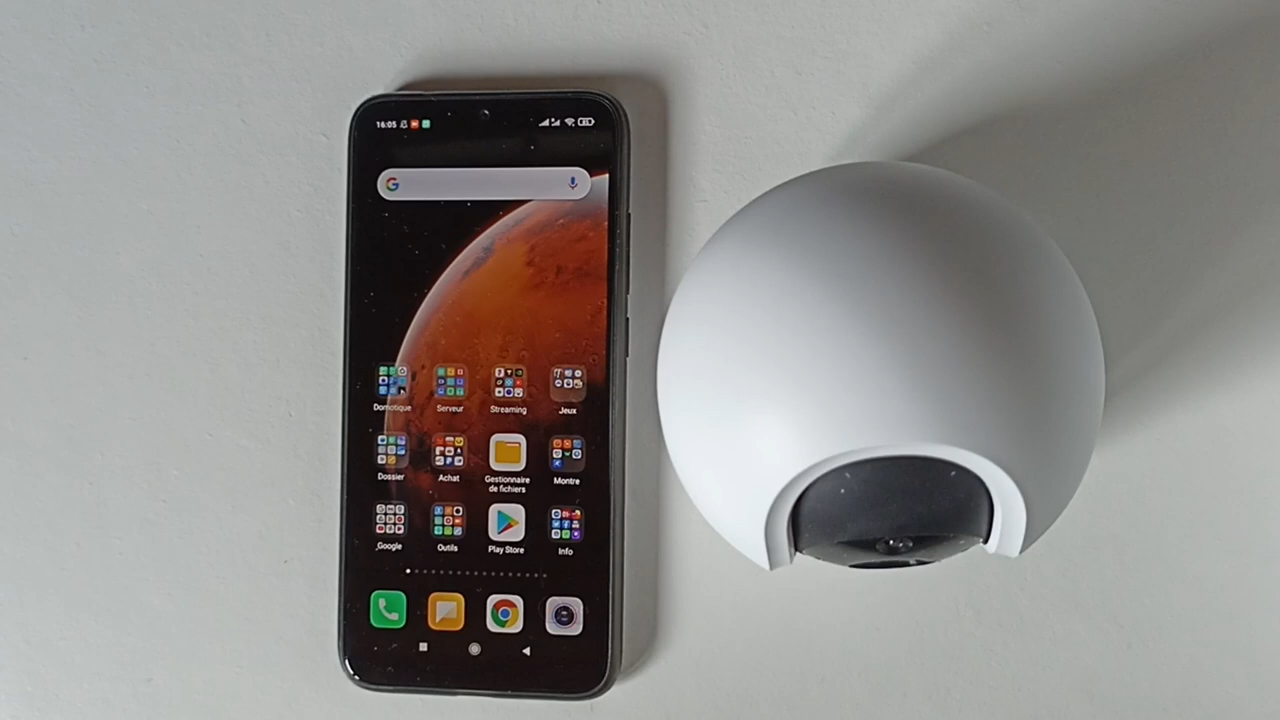 16:05
Domotique
Serveur
Streaming
Jeux
Dossier
Achat
Gestionnaire
de fichiers
Montre
Google
Outils
Play Store
Info